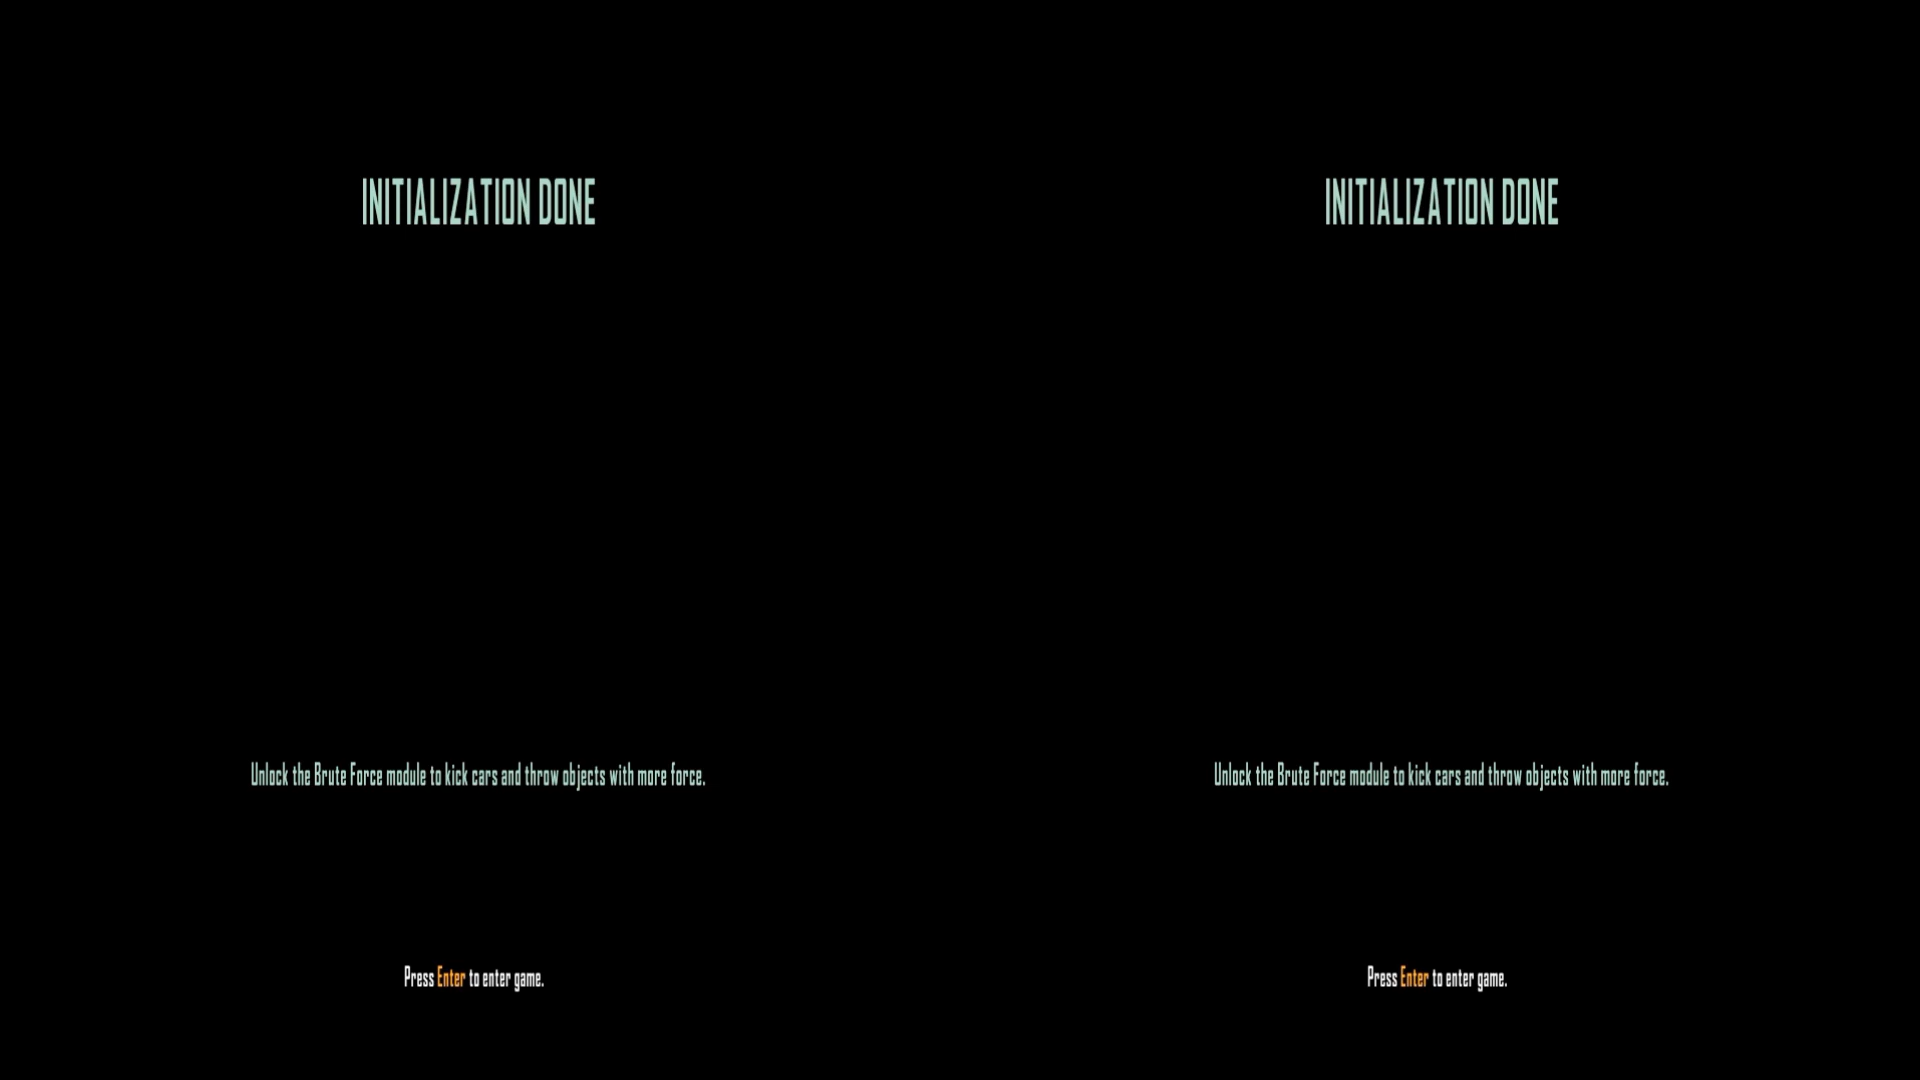 INITIALIZATION DONE
Unlock the Brute Force module to kick cars and throw objects with more force.
Press Enter to enter game.
INITIALIZATION DONE
Unlock the Brute Force module to kick cars and throw objects with more force.
Press Enter to enter game.